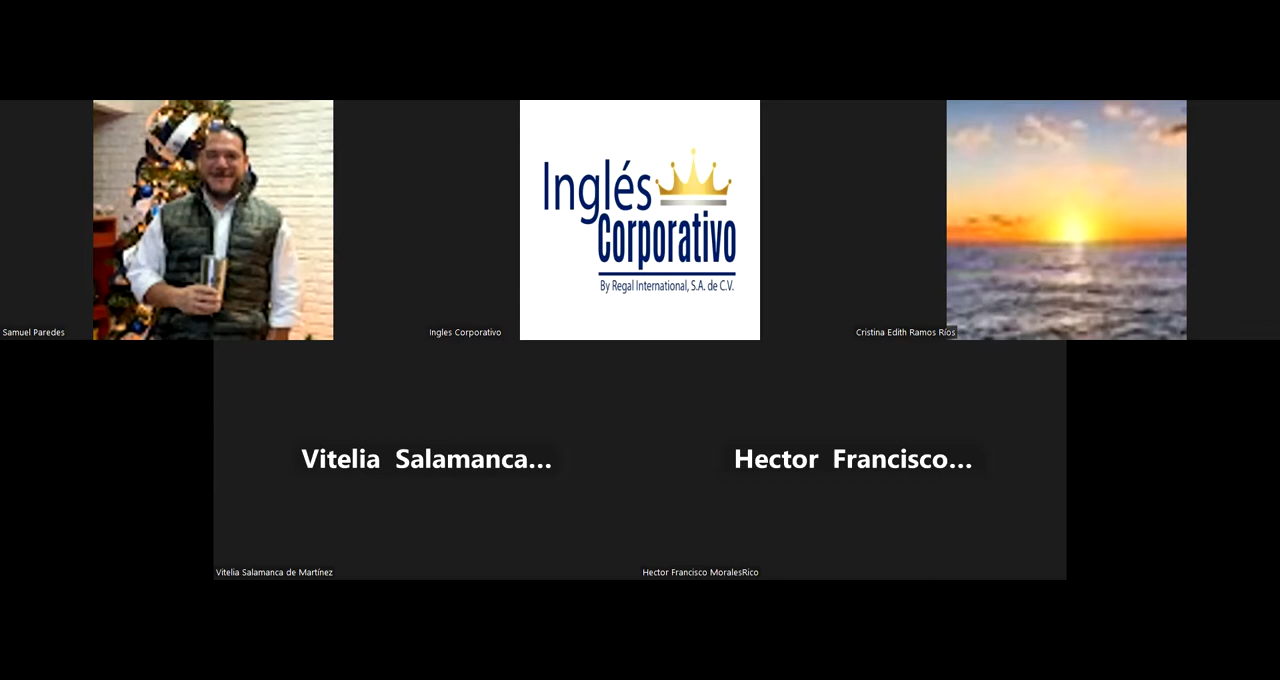 Inglés
Corporativo
By Regal International, S.A. de C.V.
Samuel Paredes
Ingles Corporativo
Cristina Edith Ramos Ríos
Vitelia Salamanca...
Hector Francisco...
Vitelia Salamanca de Martínez
Hector Francisco MoralesRico